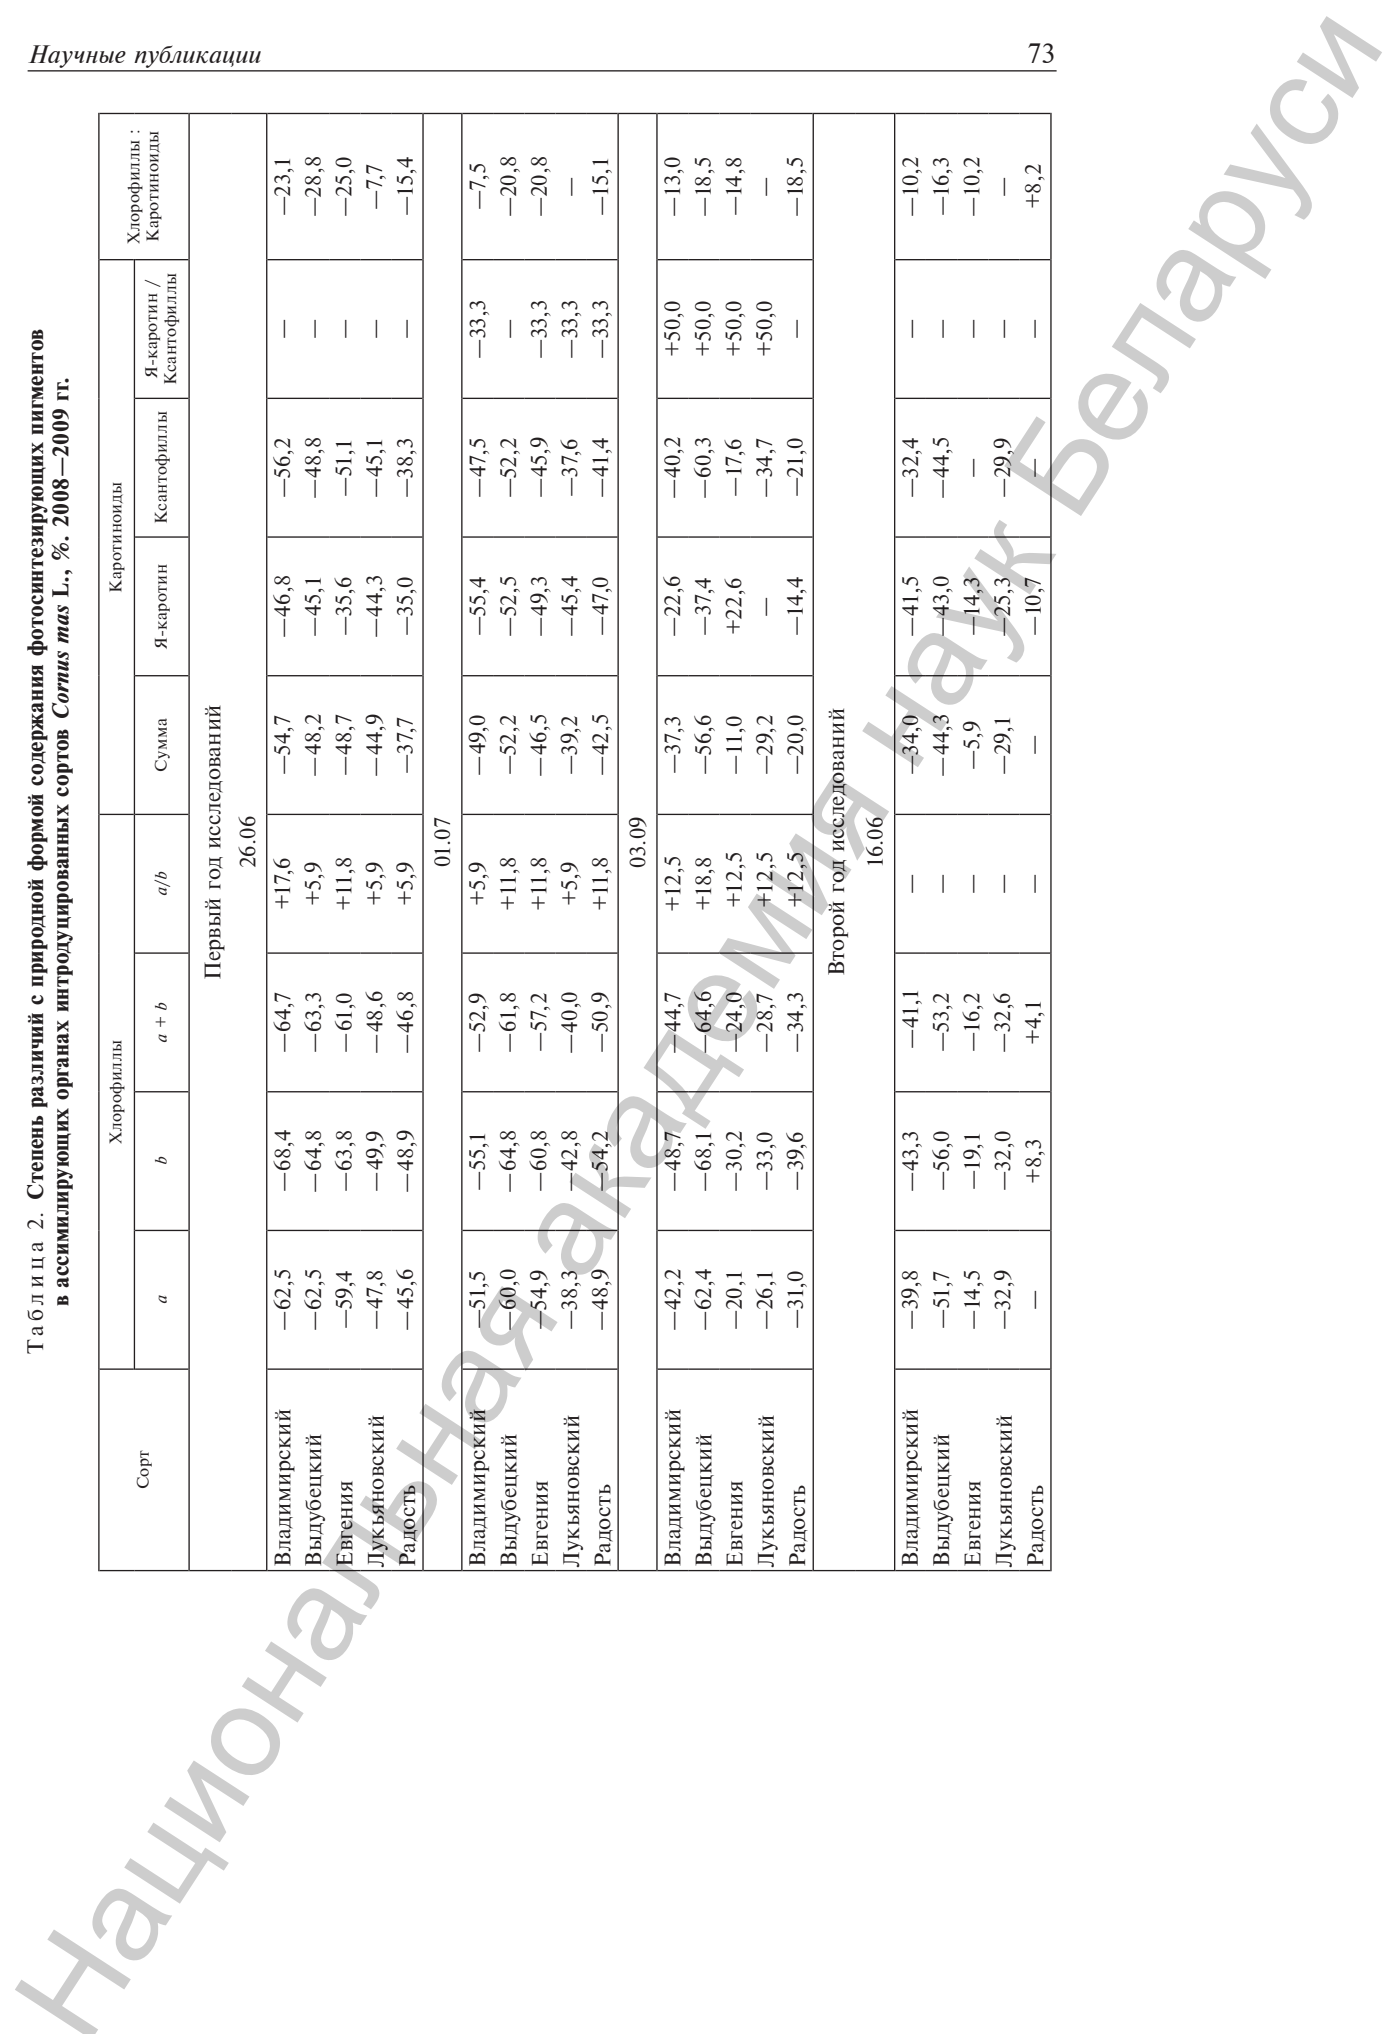 Научные публикации 73
Таблица 2. Степень различий с природной формой содержания фотосинтезирующих пигментов
в ассимилирующих органах интродуцированных сортов Cornus mas L., %. 2008—2009 гг.
Сорт Хлорофиллы Каротиноиды Хлорофиллы :
Каротиноиды
a b a + b a/b Сумма Я-каротин Ксантофиллы Я-каротин /
Ксантофиллы
Первый год исследований
26.06
Владимирский —62,5 —68,4 —64,7 +17,6 —54,7 —46,8 —56,2 — —23,1
Выдубецкий —62,5 —64,8 —63,3 +5,9 —48,2 —45,1 —48,8 — —28,8
Евгения —59,4 —63,8 —61,0 +11,8 —48,7 —35,6 —51,1 — —25,0
Лукьяновский —47,8 —49,9 —48,6 +5,9 —44,9 —44,3 —45,1 — —7,7
Радость —45,6 —48,9 —46,8 +5,9 —37,7 —35,0 —38,3 — —15,4
01.07
Владимирский —51,5 —55,1 —52,9 +5,9 —49,0 —55,4 —47,5 —33,3 —7,5
Выдубецкий —60,0 —64,8 —61,8 +11,8 —52,2 —52,5 —52,2 — —20,8
Евгения —54,9 —60,8 —57,2 +11,8 —46,5 —49,3 —45,9 —33,3 —20,8
Лукьяновский —38,3 —42,8 —40,0 +5,9 —39,2 —45,4 —37,6 —33,3 —
Радость —48,9 —54,2 —50,9 +11,8 —42,5 —47,0 —41,4 —33,3 —15,1
03.09
Владимирский —42,2 —48,7 —44,7 +12,5 —37,3 —22,6 —40,2 +50,0 —13,0
Выдубецкий —62,4 —68,1 —64,6 +18,8 —56,6 —37,4 —60,3 +50,0 —18,5
Евгения —20,1 —30,2 —24,0 +12,5 —11,0 +22,6 —17,6 +50,0 —14,8
Лукьяновский —26,1 —33,0 —28,7 +12,5 —29,2 — —34,7 +50,0 —
Радость —31,0 —39,6 —34,3 +12,5 —20,0 —14,4 —21,0 — —18,5
Второй год исследований
16.06
Владимирский —39,8 —43,3 —41,1 — —34,0 —41,5 —32,4 — —10,2
Выдубецкий —51,7 —56,0 —53,2 — —44,3 —43,0 —44,5 — —16,3
Евгения —14,5 —19,1 —16,2 — —5,9 —14,3 — — —10,2
Лукьяновский —32,9 —32,0 —32,6 — —29,1 —25,3 —29,9 — —
Радость — +8,3 +4,1 — — —10,7 — — +8,2
Национальная академия наук Беларуси